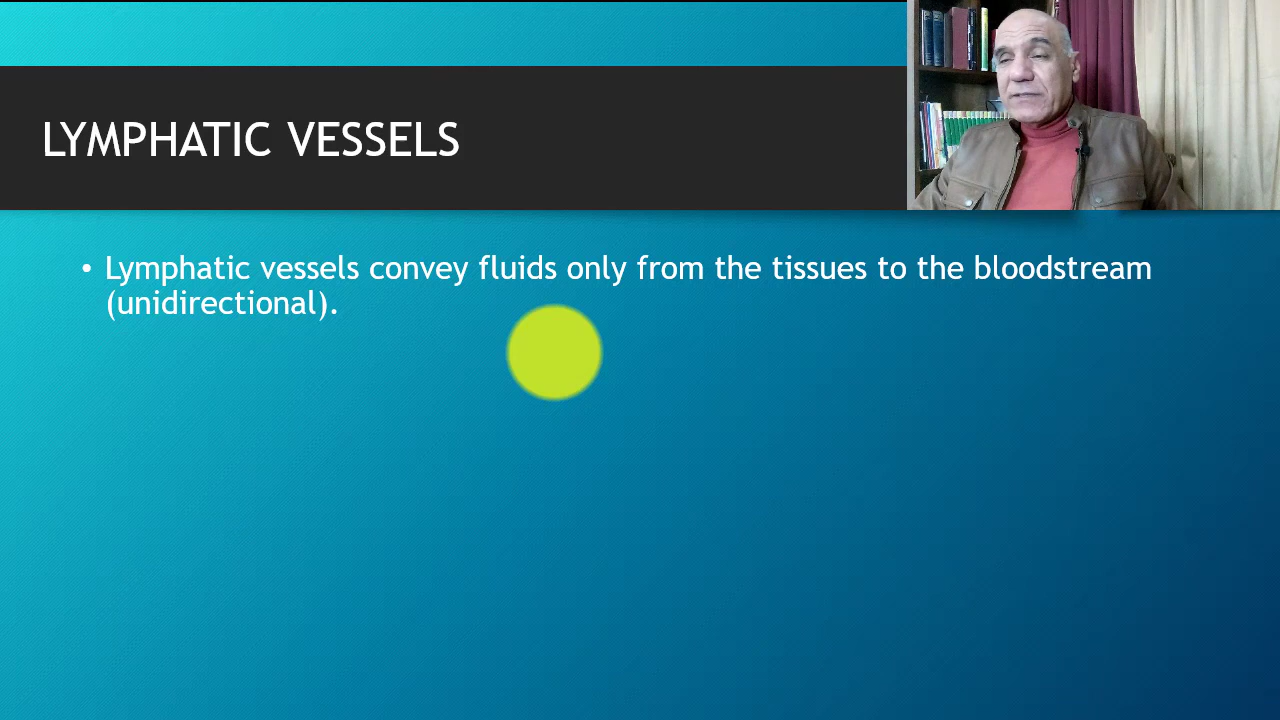 LYMPHATIC VESSELS
• Lymphatic vessels convey fluids only from the tissues to the bloodstream
(unidirectional).